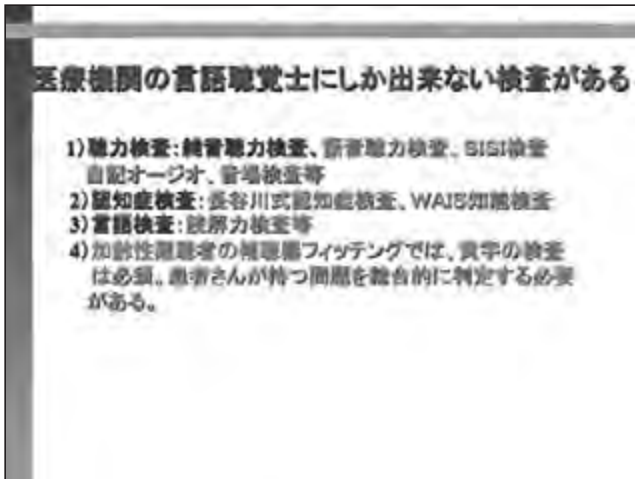 医療機関の言語聴覚士にしか出来ない検査がある
1)聴力検査:純音聴力検査、語音聴力検査、SISI検査
自記オージオ、音場検査等
2)認知症検査:長谷川式認知症検査、WAIS知能検査
3)言語検査:読解力検査等
4)加齢性難聴者の補聴器フィッテングでは、黄字の検査
は必須。患者さんが持つ問題を総合的に判定する必要
がある。